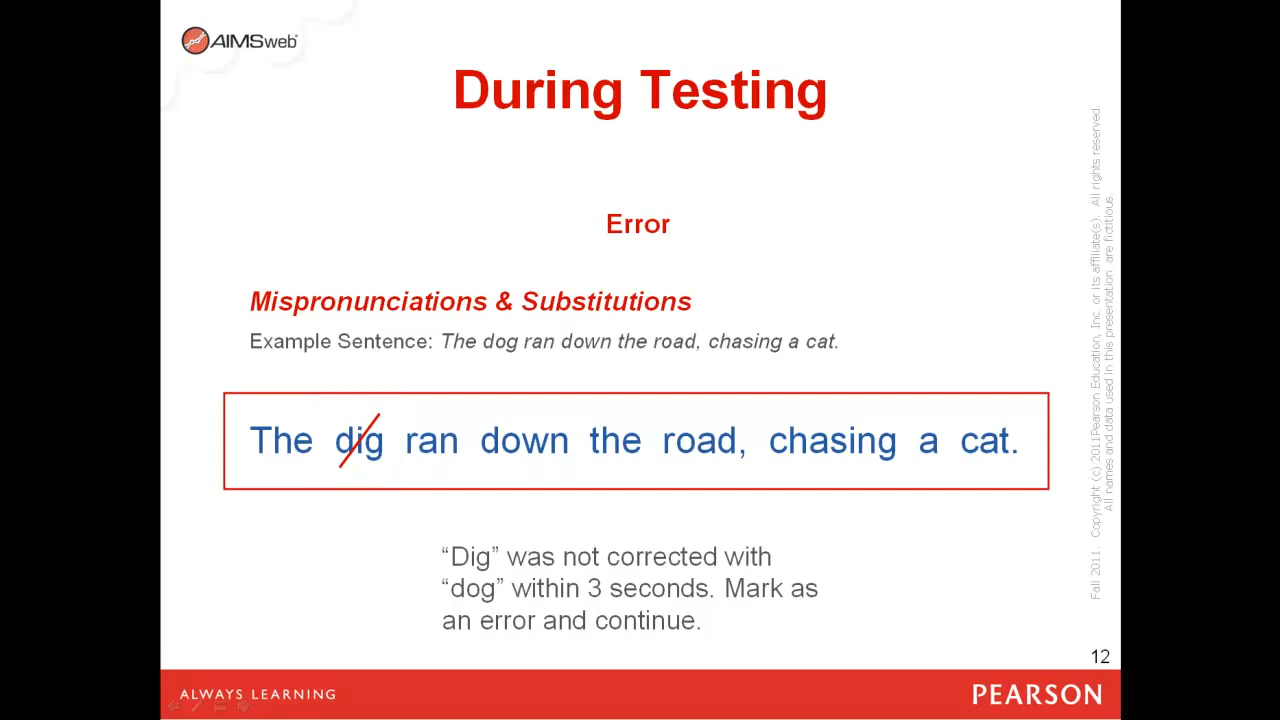 AIMSweb
During Testing
Error
Mispronunciations & Substitutions
Example Sentence: The dog ran down the road, chasing a cat.
The dig ran down the road, chasing a cat.
“Dig” was not corrected with
“dog” within 3 seconds. Mark as
an error and continue.
Fall 2011. Copyright (c) 2011Pearson Education, Inc. or its affiliate(s). All rights reserved.
All names and data used in this presentation are fictitious.
12
ALWAYS LEARNING
PEARSON